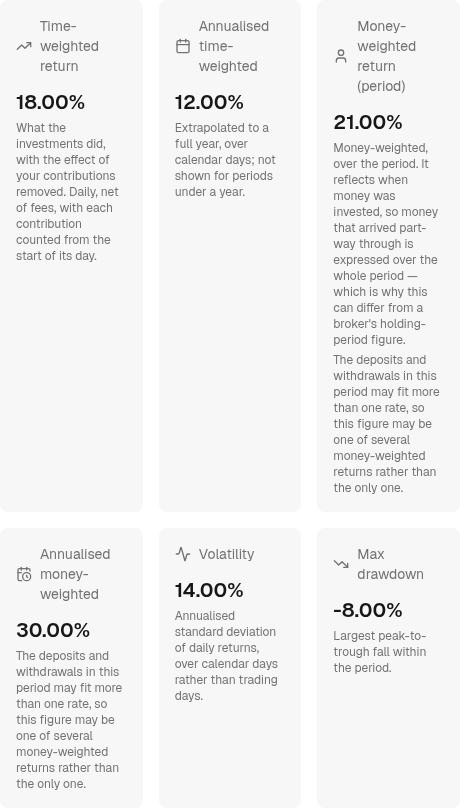 Time-
weighted
return
18.00%
What the
investments did,
with the effect of
your contributions
removed. Daily, net
of fees, with each
contribution
counted from the
start of its day.
Annualised
time-
weighted
12.00%
Extrapolated to a
full year, over
calendar days; not
shown for periods
under a year.
Money-
weighted
return
(period)
21.00%
Money-weighted,
over the period. It
reflects when
money was
invested, so money
that arrived part-
way through is
expressed over the
whole period —
which is why this
can differ from a
broker's holding-
period figure.
The deposits and
withdrawals in this
period may fit more
than one rate, so
this figure may be
one of several
money-weighted
returns rather than
the only one.
Annualised
money-
weighted
30.00%
The deposits and
withdrawals in this
period may fit more
than one rate, so
this figure may be
one of several
money-weighted
returns rather than
the only one.
Volatility
14.00%
Annualised
standard deviation
of daily returns,
over calendar days
rather than trading
days.
Max
drawdown
-8.00%
Largest peak-to-
trough fall within
the period.